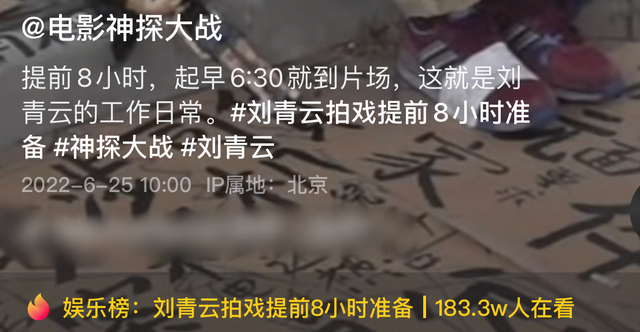 @电影神探大战
提前8小时，起早6:30就到片场，这就是刘
青云的工作日常。#刘青云拍戏提前8小时准
备 #神探大战 #刘青云
2022-6-25 10:00 IP属地：北京
娱乐榜：刘青云拍戏提前8小时准备 | 183.3w人在看